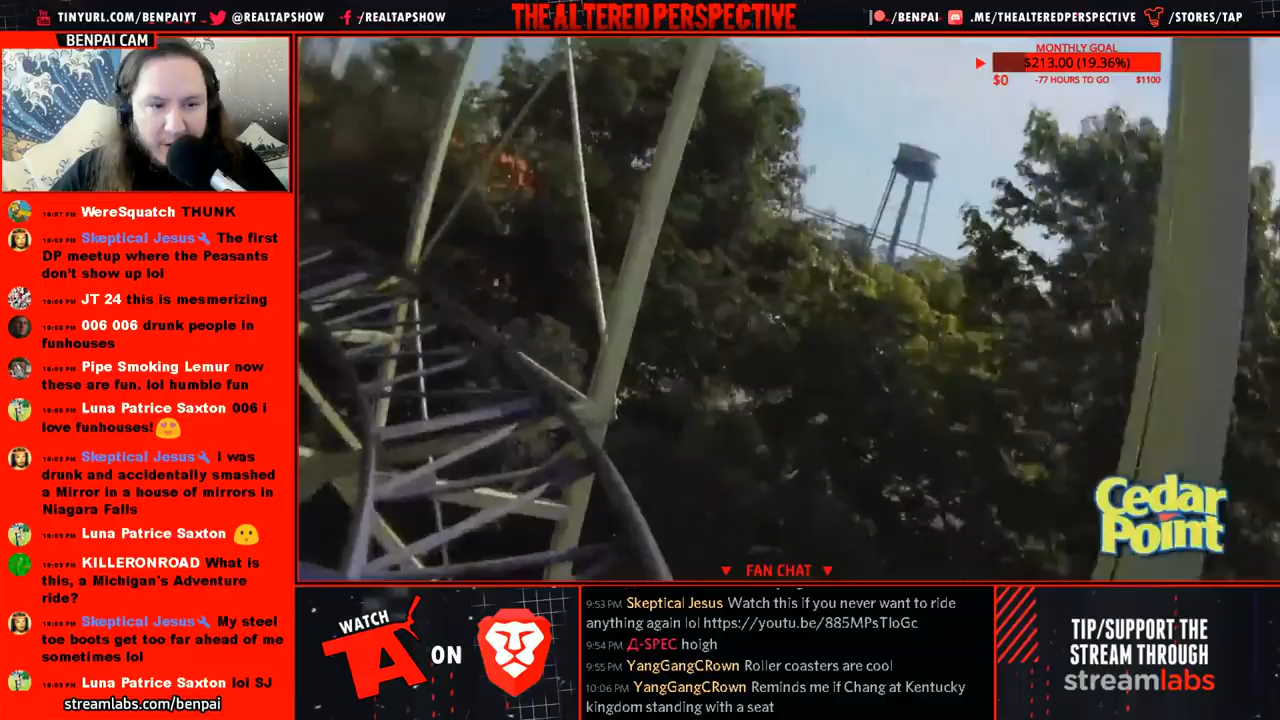 TINYURL.COM/BENPAIYT
@REALTAPSHOW
/REALTAPSHOW
THE ALTERED PERSPECTIVE
/BENPAI
.ME/THEALTEREDPERSPECTIVE
/STORES/TAP
BENPAI CAM
MONTHLY GOAL
$213.00 (19.36%)
$0
-77 HOURS TO GO
$1100
WereSquatch THUNK
Skeptical Jesus The first
DP meetup where the Peasants
don't show up lol
JT 24 this is mesmerizing
006 006 drunk people in
funhouses
Pipe Smoking Lemur now
these are fun. lol humble fun
Luna Patrice Saxton 006 I
love funhouses!
Skeptical Jesus I was
drunk and accidentally smashed
a Mirror in a house of mirrors in
Niagara Falls
Luna Patrice Saxton
KILLERONROAD What is
this, a Michigan's Adventure
ride?
Skeptical Jesus My steel
toe boots get too far ahead of me
sometimes lol
Luna Patrice Saxton lol SJ
streamlabs.com/benpai
Cedar
Point
FAN CHAT
WATCH
TA ON
9:53 PM Skeptical Jesus Watch this if you never want to ride
anything again lol https://youtu.be/885MPsTloGc
9:54 PM Д-SPEC hoigh
9:55 PM YangGangCRown Roller coasters are cool
10:06 PM YangGangCRown Reminds me if Chang at Kentucky
kingdom standing with a seat
TIP/SUPPORT THE
STREAM THROUGH
streamlabs